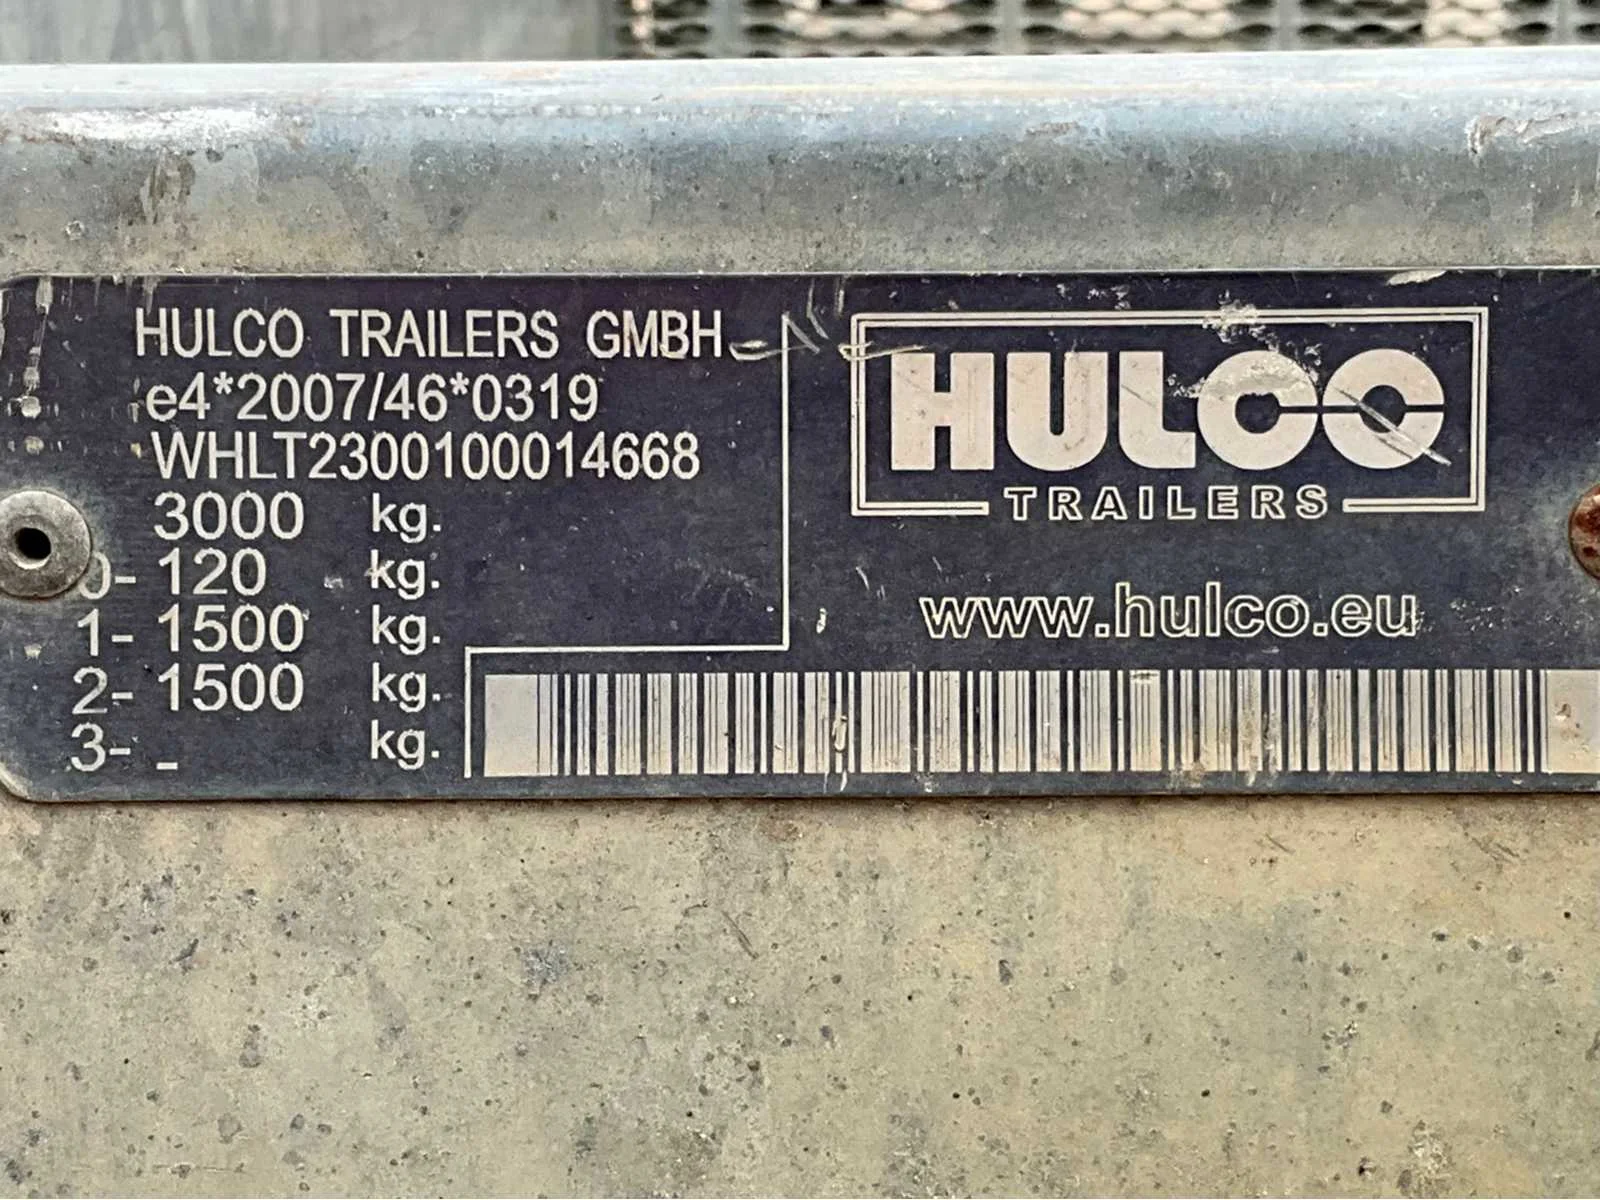 HULCO TRAILERS GMBH
e4*2007/46*0319
WHLT2300100014668
3000 kg.
0- 120 kg.
1- 1500 kg.
2- 1500 kg.
3- - kg.
HULCO
TRAILERS
www.hulco.eu